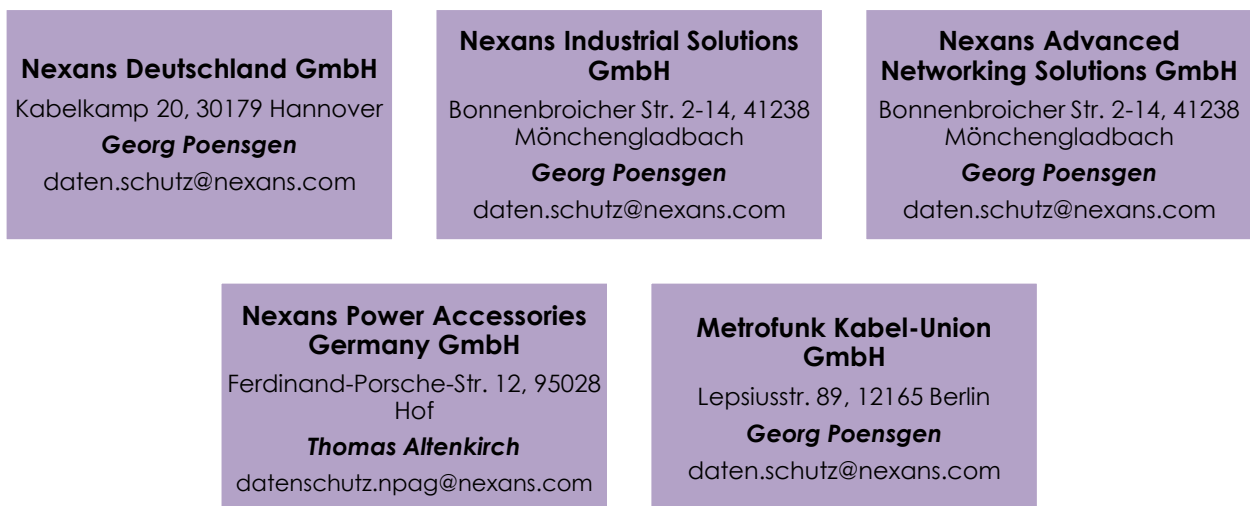 Nexans Deutschland GmbH
Kabelkamp 20, 30179 Hannover
Georg Poensgen
daten.schutz@nexans.com
Nexans Industrial Solutions
GmbH
Bonnenbroicher Str. 2-14, 41238
Mönchengladbach
Georg Poensgen
daten.schutz@nexans.com
Nexans Advanced
Networking Solutions GmbH
Bonnenbroicher Str. 2-14, 41238
Mönchengladbach
Georg Poensgen
daten.schutz@nexans.com
Nexans Power Accessories
Germany GmbH
Ferdinand-Porsche-Str. 12, 95028
Hof
Thomas Altenkirch
datenschutz.npag@nexans.com
Metrofunk Kabel-Union
GmbH
Lepsiusstr. 89, 12165 Berlin
Georg Poensgen
daten.schutz@nexans.com